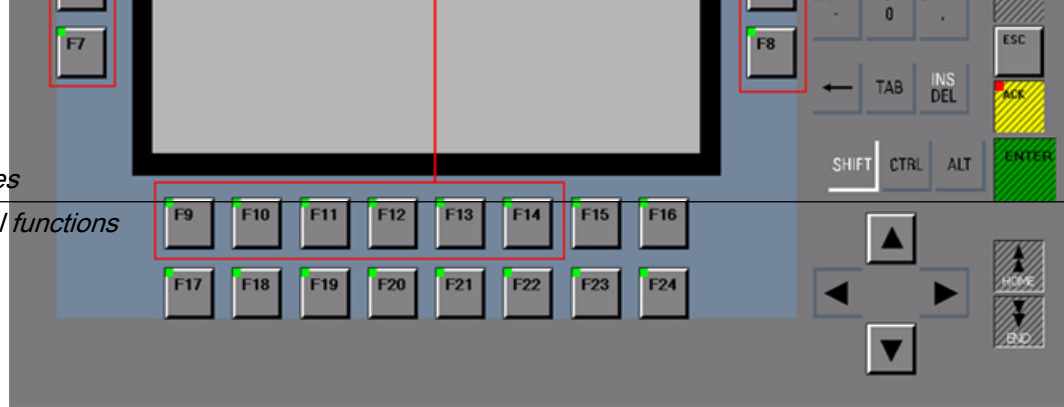 - 0 .
F7 F8 ESC
TAB INS DEL ACK
SHIFT CTRL ALT ENTER
es
functions
F9 F10 F11 F12 F13 F14 F15 F16
HOME
F17 F18 F19 F20 F21 F22 F23 F24
END